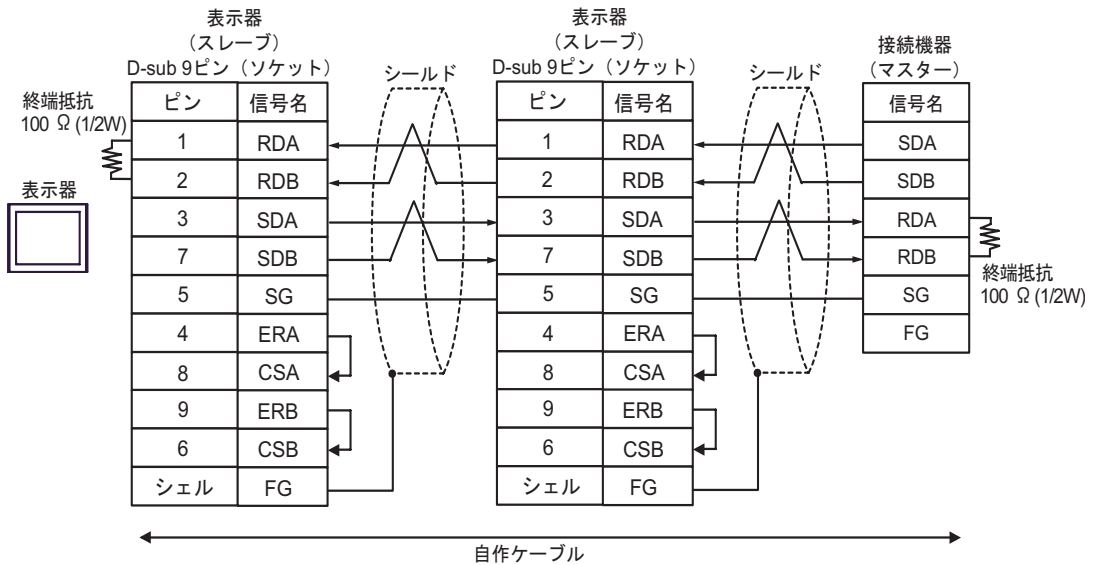 表示器
(スレーブ)
D-sub 9ピン (ソケット)
表示器
(スレーブ)
D-sub 9ピン (ソケット)
接続機器
(マスター)
シールド
シールド
終端抵抗
100 Ω (1/2W)
表示器
ピン 信号名
1 RDA
2 RDB
3 SDA
7 SDB
5 SG
4 ERA
8 CSA
9 ERB
6 CSB
シェル FG
ピン 信号名
1 RDA
2 RDB
3 SDA
7 SDB
5 SG
4 ERA
8 CSA
9 ERB
6 CSB
シェル FG
信号名
SDA
SDB
RDA
RDB
SG
FG
終端抵抗
100 Ω (1/2W)
自作ケーブル